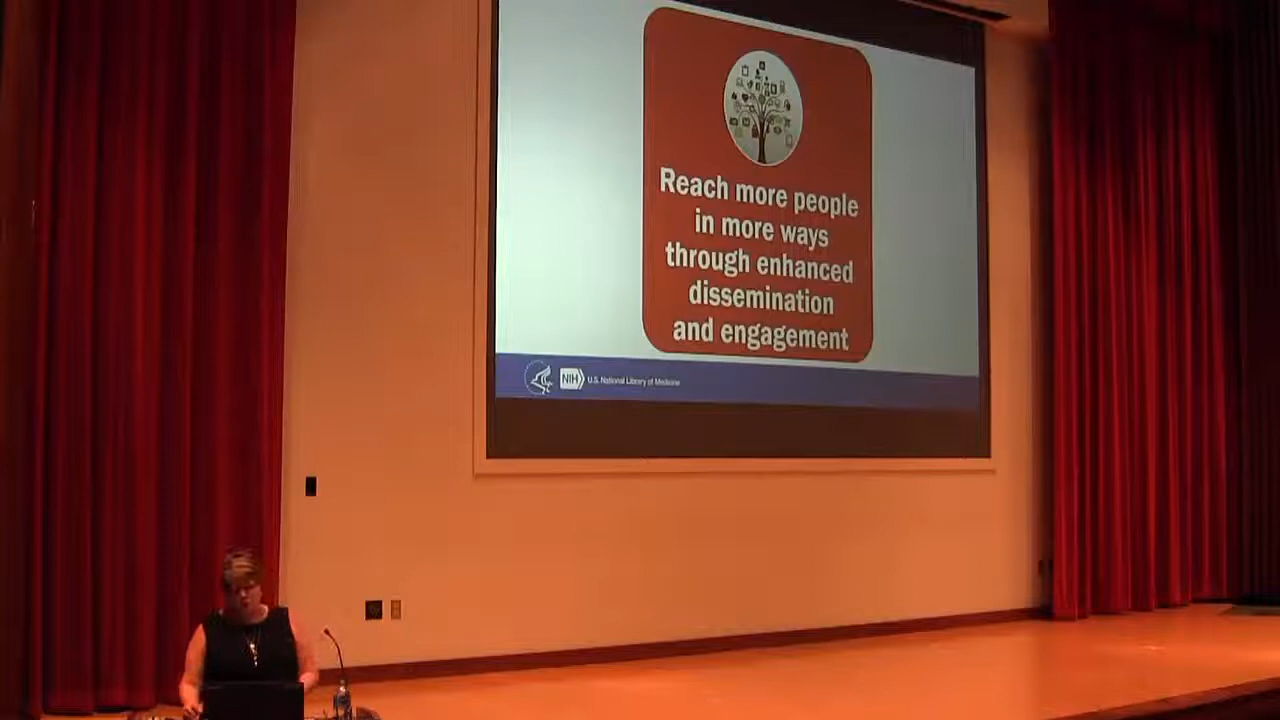 Reach more people
in more ways
through enhanced
dissemination
and engagement
NIH
U.S. National Library of Medicine